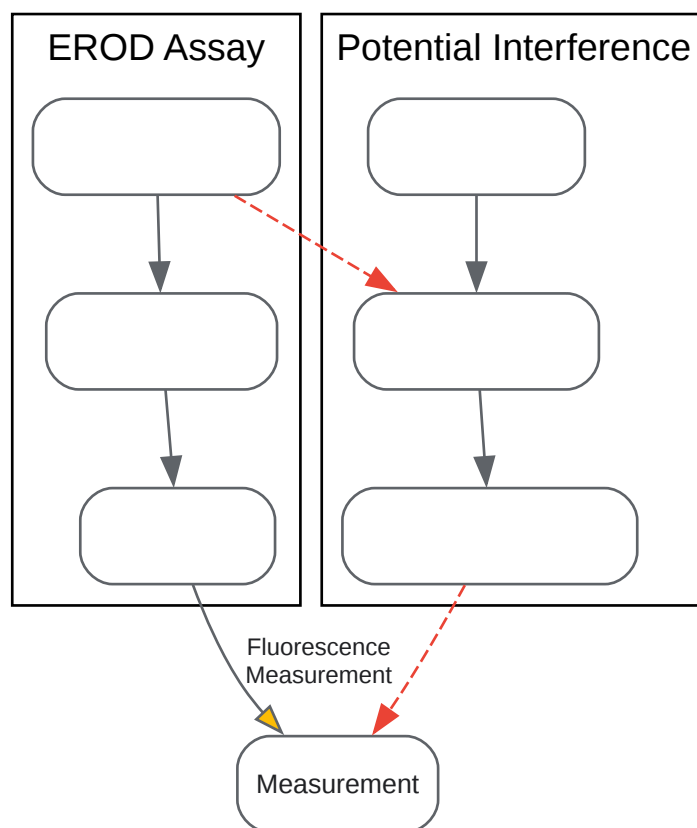 EROD Assay
Potential Interference
Fluorescence
Measurement
Measurement